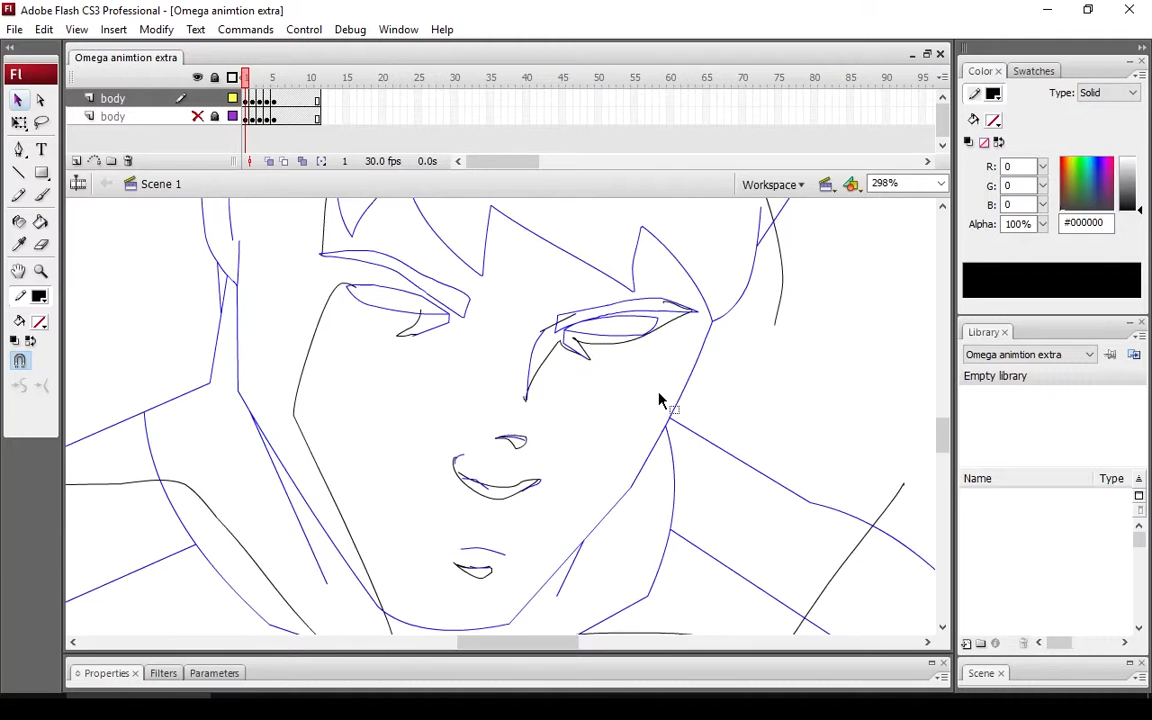 Fl Adobe Flash CS3 Professional - [Omega animtion extra]
File Edit View Insert Modify Text Commands Control Debug Window Help
Omega animtion extra
Fl
1 5 10 15 20 25 30 35 40 45 50 55 60 65 70 75 80 85 90 95
body
body
1 30.0 fps 0.0s
Scene 1
Workspace
298%
Color Swatches
Type: Solid
R: 0
G: 0
B: 0
Alpha: 100% #000000
Library
Omega animtion extra
Empty library
Name Type
Properties Filters Parameters
Scene